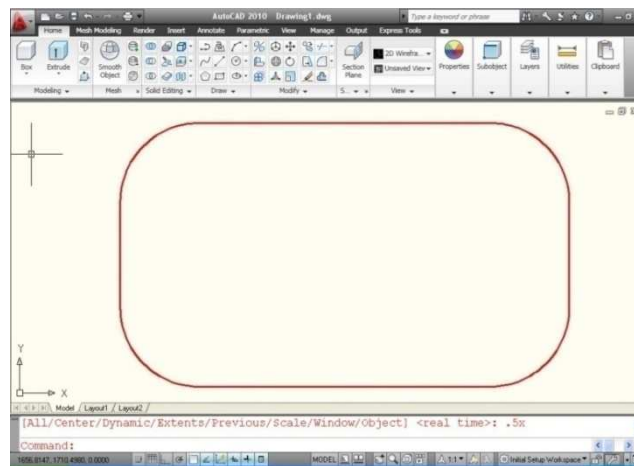 AutoCAD 2010 Drawing1.dwg Type a keyword or phrase
Home Mesh Modeling Render Insert Annotate Parametric View Manage Output Express Tools
Box Extrude Smooth Object Section Plane 2D Wirefra... Unsaved View Properties Subobject Layers Utilities Clipboard
Modeling Mesh Solid Editing Draw Modify S... View
Y
X
Model / Layout1 / Layout2 /
[All/Center/Dynamic/Extents/Previous/Scale/Window/Object] <real time>: .5x
Command:
MODEL A 1:1 Initial Setup Workspace